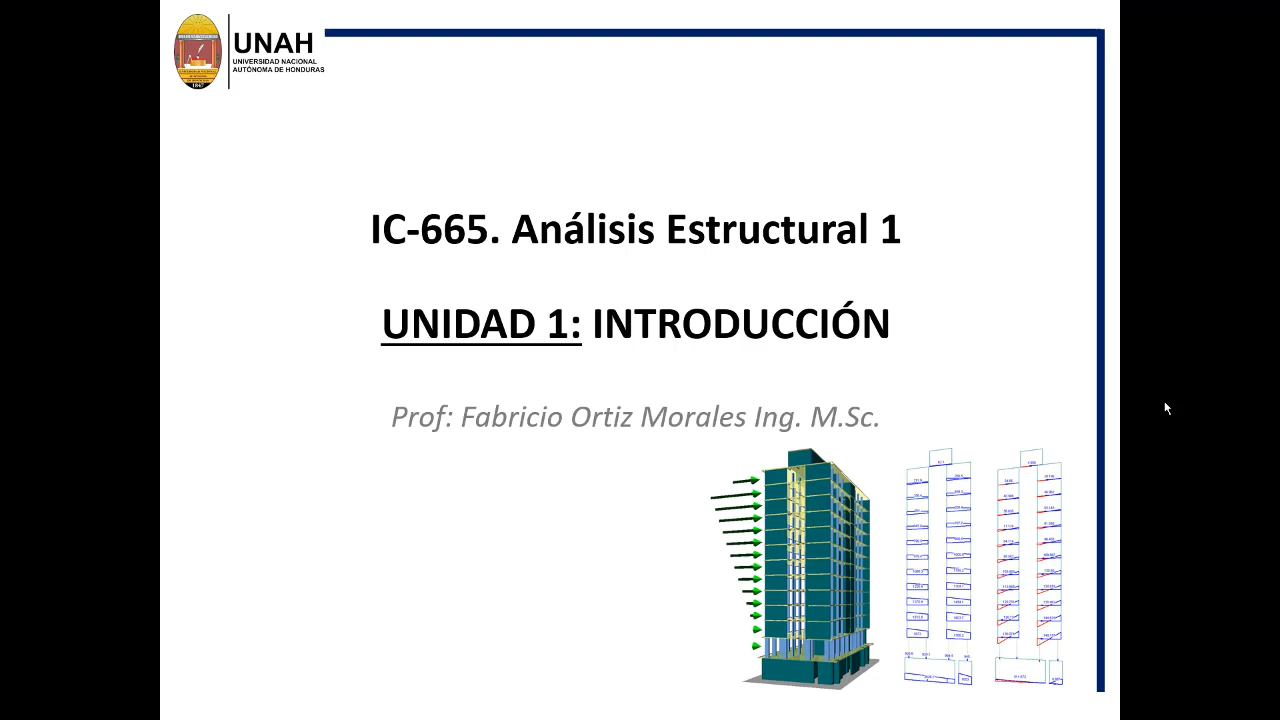 UNAH
UNIVERSIDAD NACIONAL
AUTÓNOMA DE HONDURAS
1847
IC-665. Análisis Estructural 1
UNIDAD 1: INTRODUCCIÓN
Prof: Fabricio Ortiz Morales Ing. M.Sc.